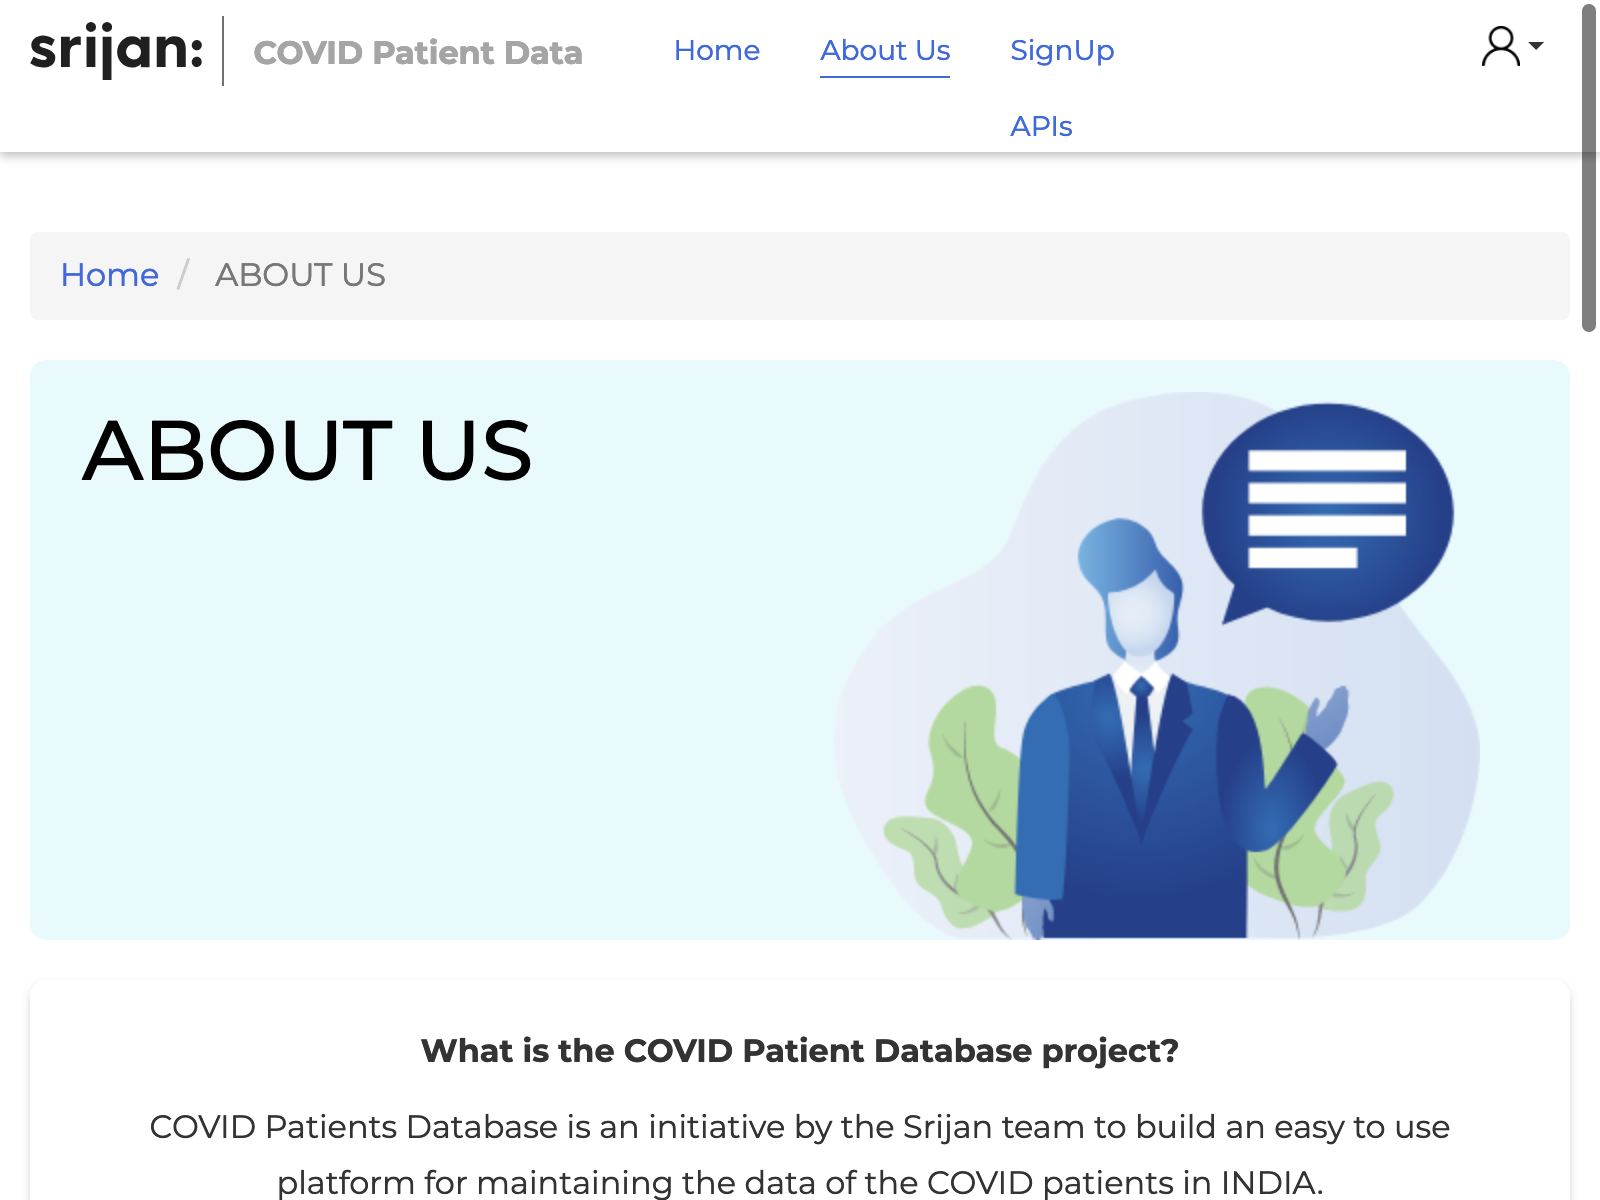 srijan:
COVID Patient Data
Home
About Us
SignUp
APIs
Home / ABOUT US
ABOUT US
What is the COVID Patient Database project?
COVID Patients Database is an initiative by the Srijan team to build an easy to use
platform for maintaining the data of the COVID patients in INDIA.